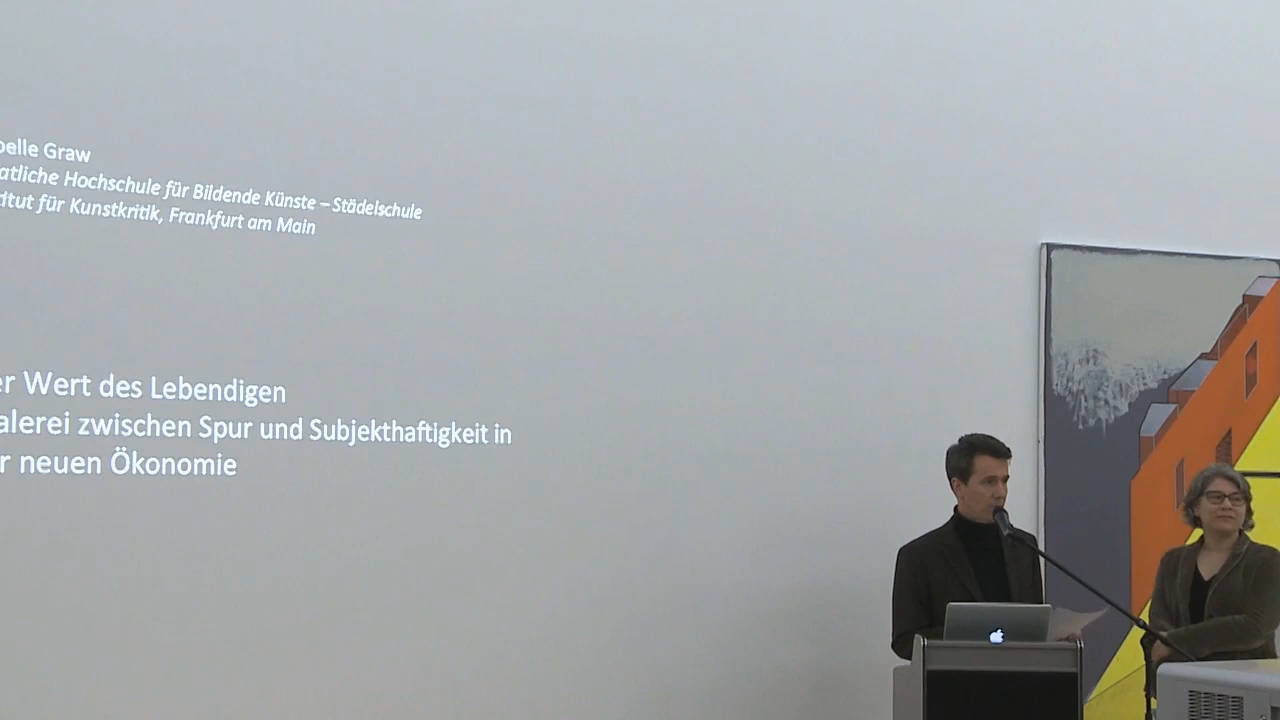 belle Graw
atliche Hochschule für Bildende Künste – Städelschule
titut für Kunstkritik, Frankfurt am Main
er Wert des Lebendigen
alerei zwischen Spur und Subjekthaftigkeit in
r neuen Ökonomie